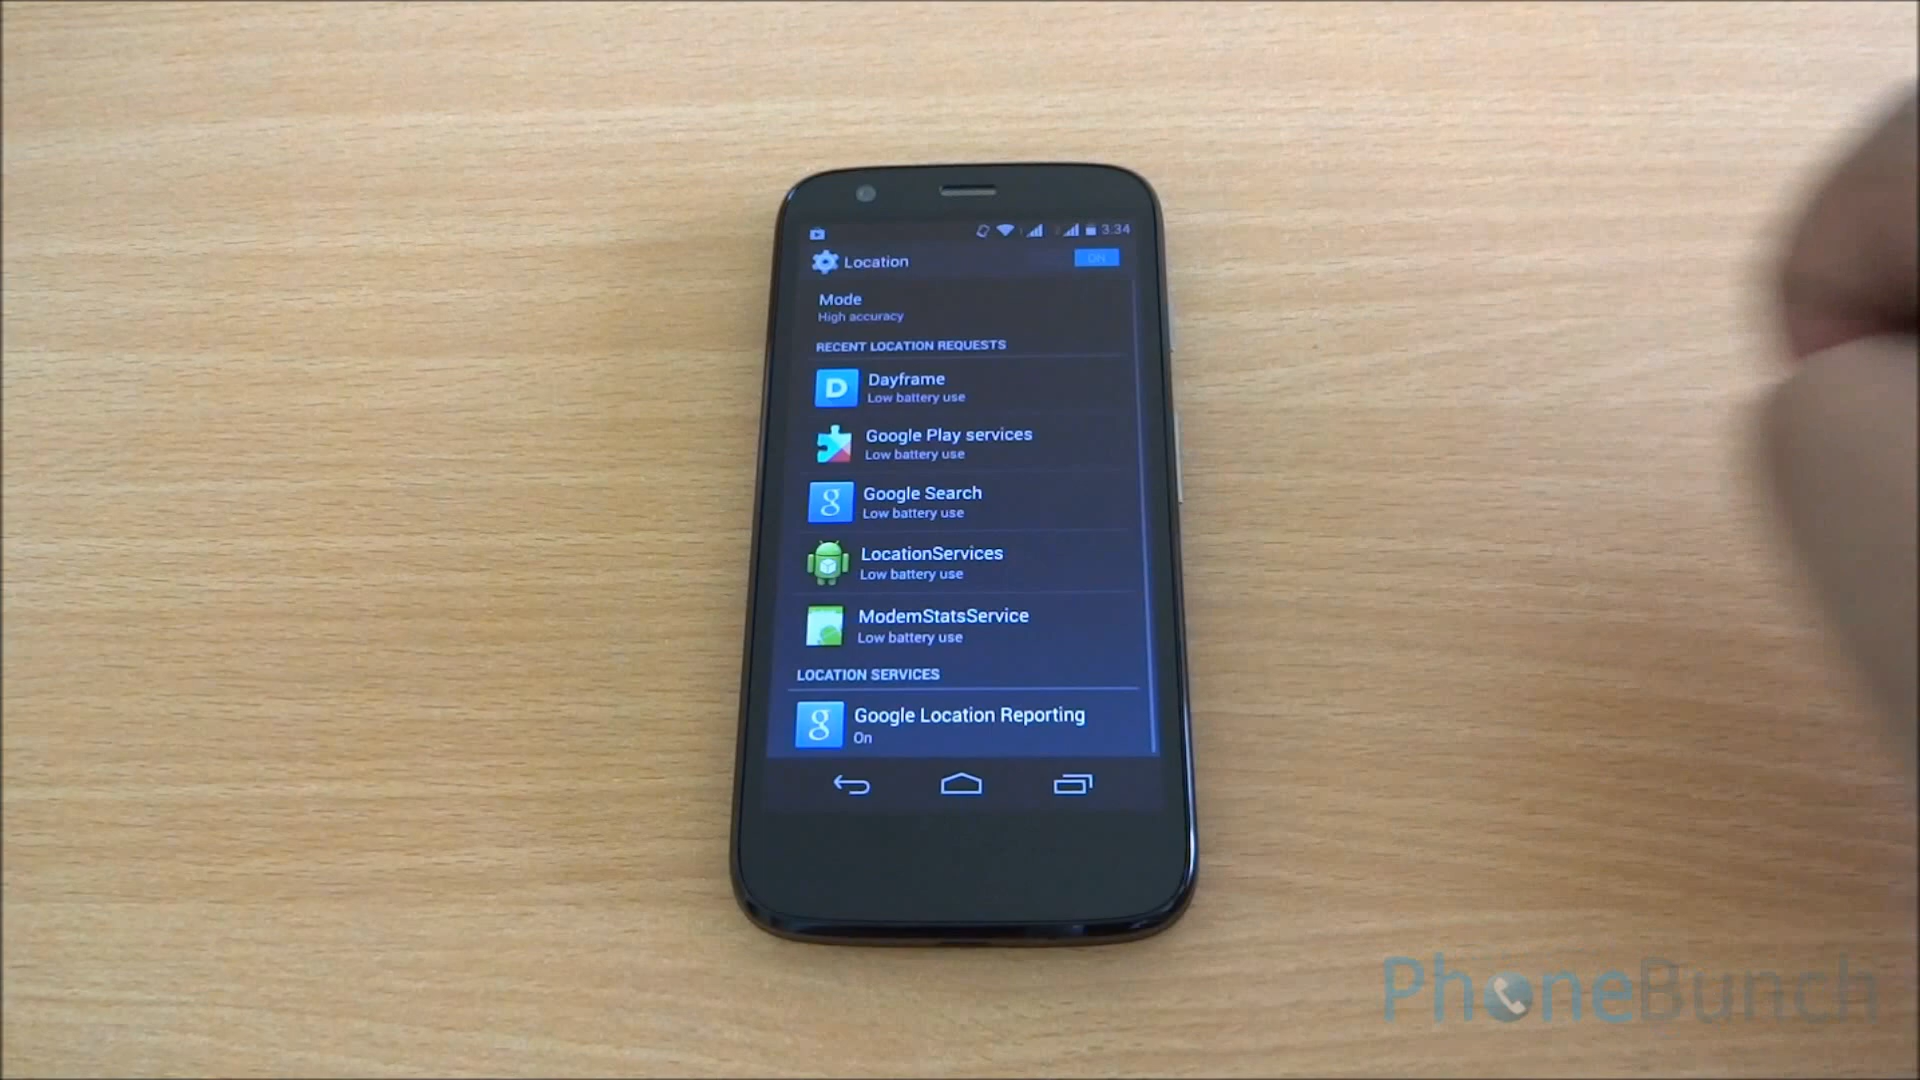 3.34
Location
ON
Mode
High accuracy
RECENT LOCATION REQUESTS
D
Dayframe
Low battery use
Google Play services
Low battery use
g
Google Search
Low battery use
LocationServices
Low battery use
ModemStatsService
Low battery use
LOCATION SERVICES
g
Google Location Reporting
On
PhoneBunch